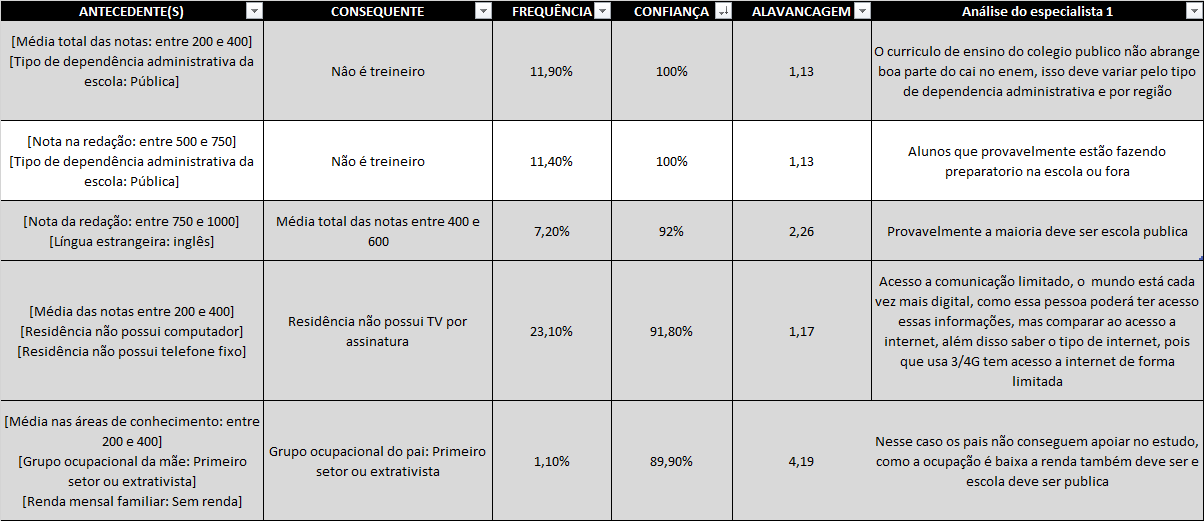 ANTECEDENTE(S) CONSEQUENTE FREQUÊNCIA CONFIANÇA ALAVANCAGEM Análise do especialista 1
[Média total das notas: entre 200 e 400]
[Tipo de dependência administrativa da
escola: Pública]
Não é treineiro
11,90%
100%
1,13
O curriculo de ensino do colegio publico não abrange
boa parte do cai no enem, isso deve variar pelo tipo
de dependencia administrativa e por região
[Nota na redação: entre 500 e 750]
[Tipo de dependência administrativa da
escola: Pública]
Não é treineiro
11,40%
100%
1,13
Alunos que provavelmente estão fazendo
preparatorio na escola ou fora
[Nota da redação: entre 750 e 1000]
[Língua estrangeira: inglês]
Média total das notas entre 400 e
600
7,20%
92%
2,26
Provavelmente a maioria deve ser escola publica
[Média das notas entre 200 e 400]
[Residência não possui computador]
[Residência não possui telefone fixo]
Residência não possui TV por
assinatura
23,10%
91,80%
1,17
Acesso a comunicação limitado, o mundo está cada
vez mais digital, como essa pessoa poderá ter acesso
essas informações, mas comparar ao acesso a
internet, além disso saber o tipo de internet, pois
que usa 3/4G tem acesso a internet de forma
limitada
[Média nas áreas de conhecimento: entre
200 e 400]
[Grupo ocupacional da mãe: Primeiro
setor ou extrativista]
[Renda mensal familiar: Sem renda]
Grupo ocupacional do pai: Primeiro
setor ou extrativista
1,10%
89,90%
4,19
Nesse caso os pais não conseguem apoiar no estudo,
como a ocupação é baixa a renda também deve ser e
escola deve ser publica